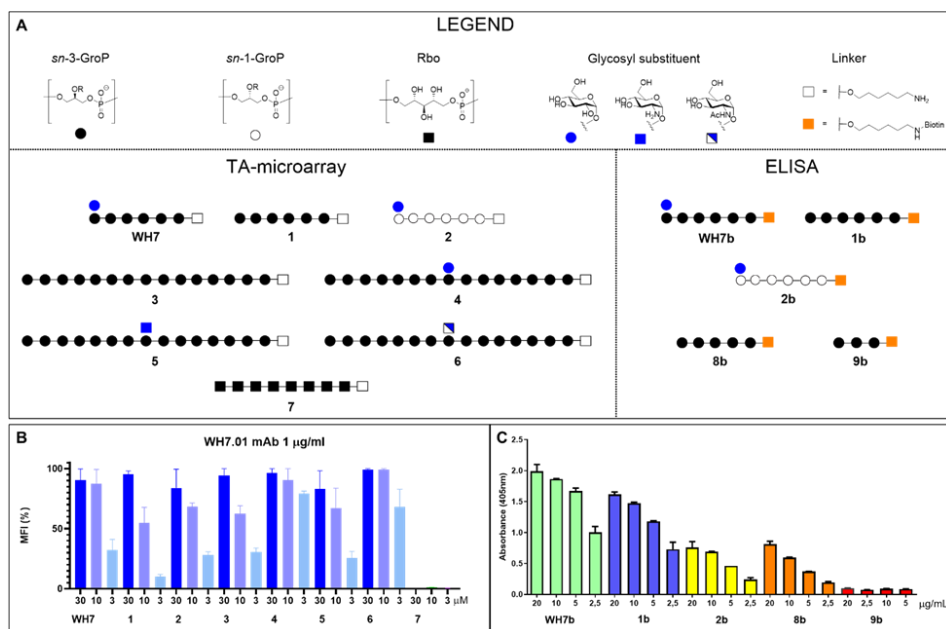 A
LEGEND
sn-3-GroP
sn-1-GroP
Rbo
Glycosyl substituent
Linker
TA-microarray
ELISA
WH7
1
2
3
4
5
6
7
WH7b
1b
2b
8b
9b
B
WH7.01 mAb 1 µg/ml
MFI (%)
100
50
0
30 10 3 30 10 3 30 10 3 30 10 3 30 10 3 30 10 3 30 10 3 30 10 3 µM
WH7 1 2 3 4 5 6 7
C
Absorbance (405nm)
2.5
2.0
1.5
1.0
0.5
0.0
20 10 5 2,5 20 10 5 2,5 20 10 5 2,5 20 10 5 2,5 20 10 5 2,5 µg/mL
WH7b 1b 2b 8b 9b